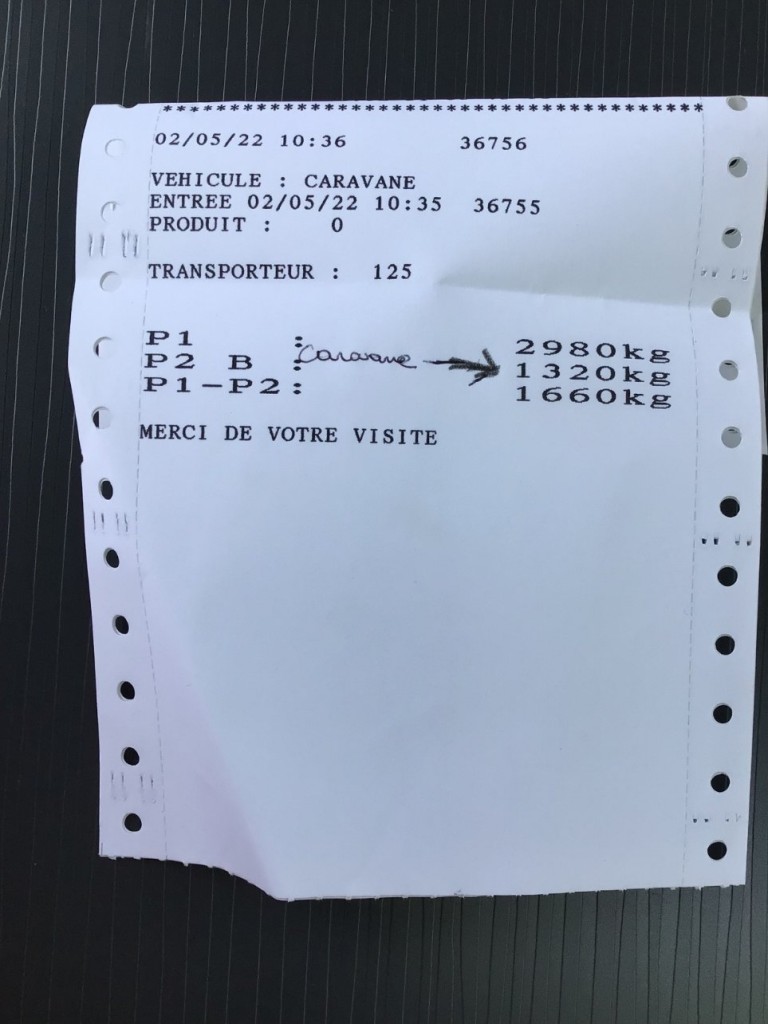 *****************************************
02/05/22 10:36 36756
VEHICULE : CARAVANE
ENTREE 02/05/22 10:35 36755
PRODUIT : 0
TRANSPORTEUR : 125
P1 : 2980kg
P2 B : Caravane → 1320kg
P1-P2: 1660kg
MERCI DE VOTRE VISITE